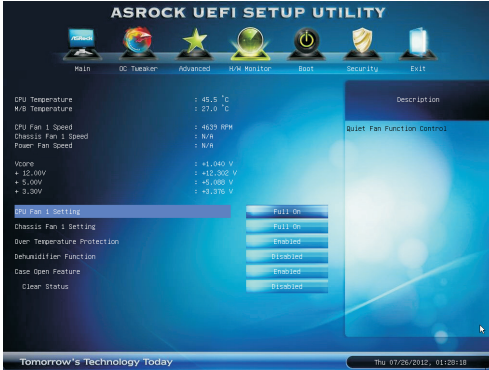 ASROCK UEFI SETUP UTILITY
ASRock
Main OC Tweaker Advanced H/W Monitor Boot Security Exit
CPU Temperature : 45.5 °C
M/B Temperature : 27.0 °C
CPU Fan 1 Speed : 4639 RPM
Chassis Fan 1 Speed : N/A
Power Fan Speed : N/A
Vcore : +1.040 V
+ 12.00V : +12.302 V
+ 5.00V : +5.088 V
+ 3.30V : +3.376 V
CPU Fan 1 Setting Full On
Chassis Fan 1 Setting Full On
Over Temperature Protection Enabled
Dehumidifier Function Disabled
Case Open Feature Enabled
Clear Status Disabled
Description
Quiet Fan Function Control
Tomorrow's Technology Today
Thu 07/26/2012, 01:28:18